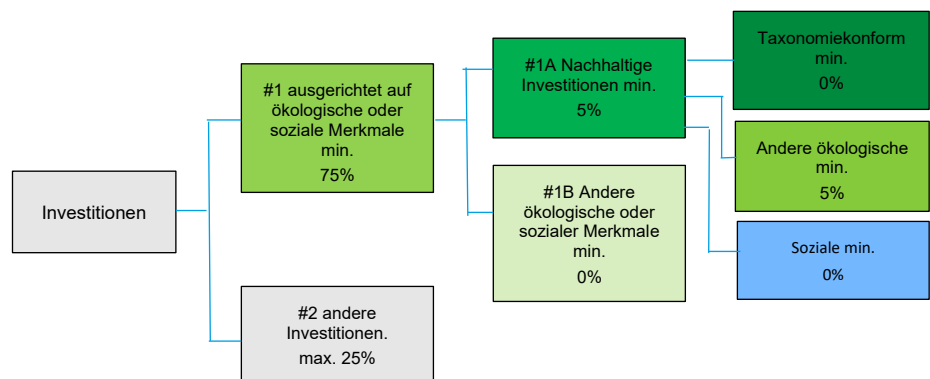 Investitionen
#1 ausgerichtet auf
ökologische oder
soziale Merkmale
min.
75%
#2 andere
Investitionen.
max. 25%
#1A Nachhaltige
Investitionen min.
5%
#1B Andere
ökologische oder
sozialer Merkmale
min.
0%
Taxonomiekonform
min.
0%
Andere ökologische
min.
5%
Soziale min.
0%